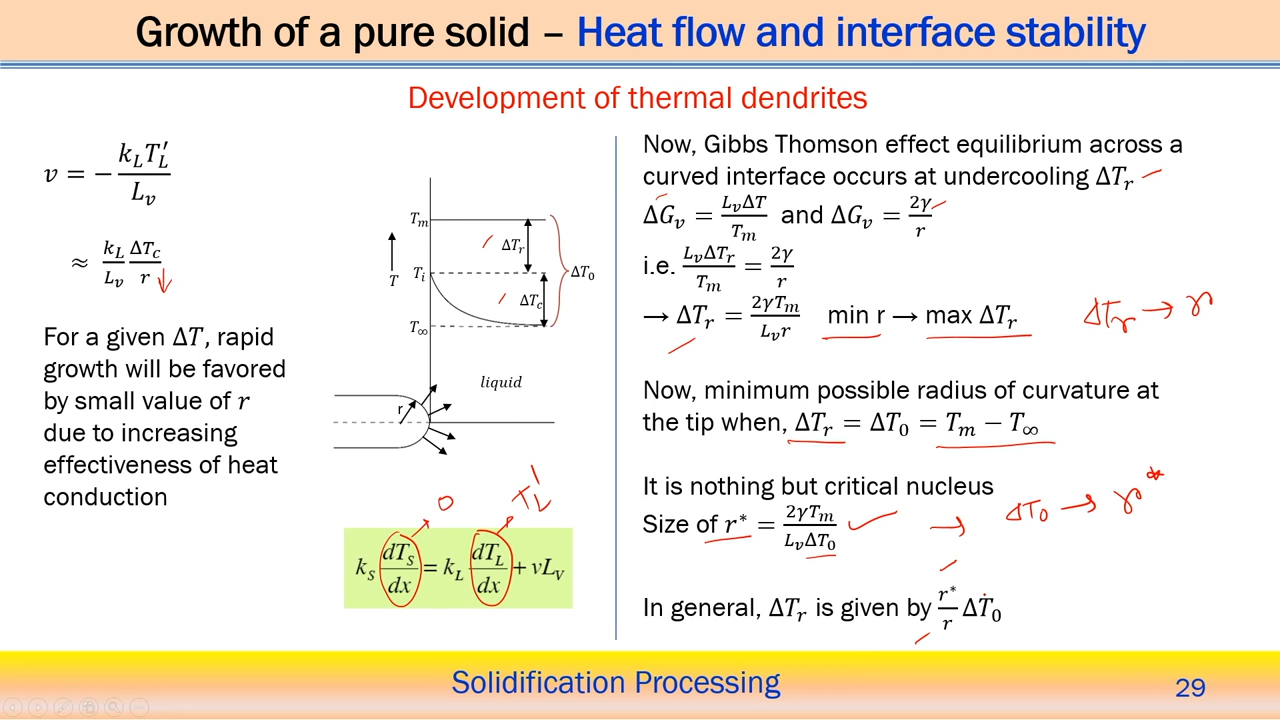 Growth of a pure solid – Heat flow and interface stability
Development of thermal dendrites
v = − k_L T′_L / L_v
≈ k_L/L_v ΔT_c/r ↓
For a given ΔT, rapid
growth will be favored
by small value of r
due to increasing
effectiveness of heat
conduction
T_m
ΔT_r
T
T_i
ΔT_0
ΔT_c
T_∞
liquid
r
0
T_L′
k_S dT_S/dx = k_L dT_L/dx + vL_V
Now, Gibbs Thomson effect equilibrium across a
curved interface occurs at undercooling ΔT_r
ΔG_v = L_vΔT/T_m and ΔG_v = 2γ/r
i.e. L_vΔT_r/T_m = 2γ/r
→ ΔT_r = 2γT_m/L_v r min r → max ΔT_r
ΔT_r → r
Now, minimum possible radius of curvature at
the tip when, ΔT_r = ΔT_0 = T_m − T_∞
It is nothing but critical nucleus
Size of r* = 2γT_m/L_vΔT_0
→ ΔT_0 → r*
In general, ΔT_r is given by r*/r ΔT_0
Solidification Processing
29